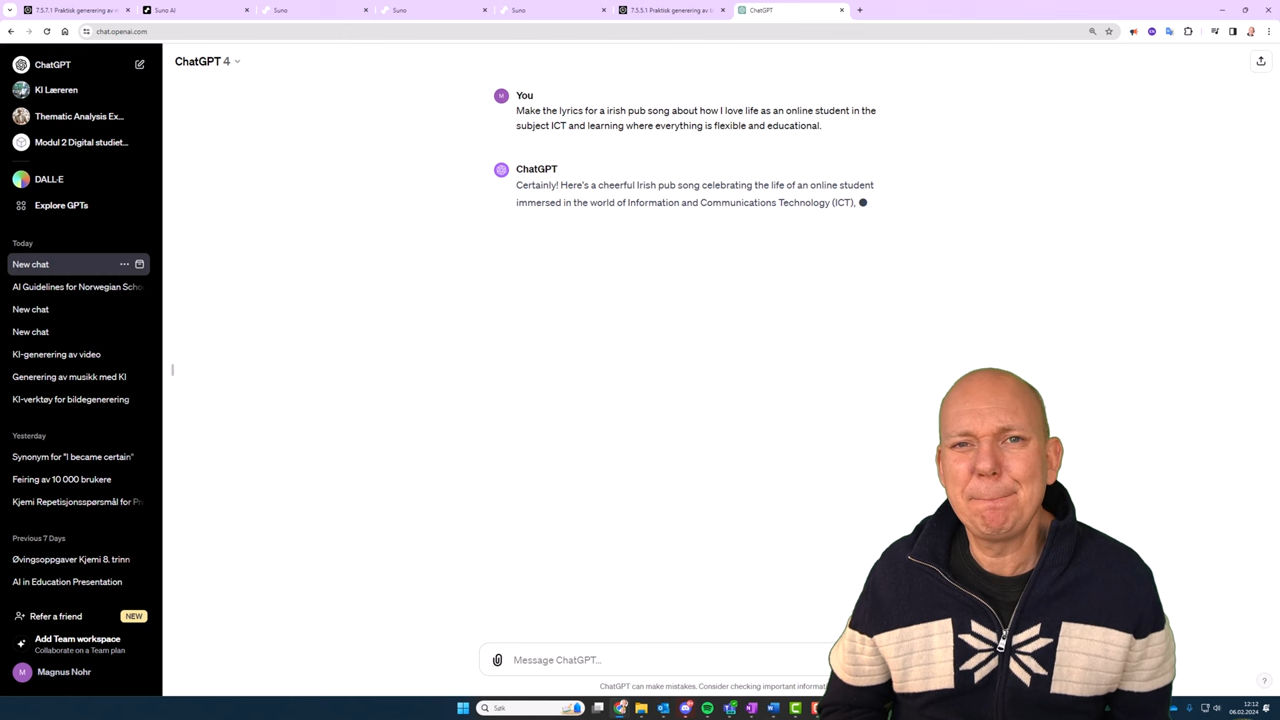 7.5.7.1 Praktisk generering av m
Suno AI
Suno
Suno
Suno
7.5.5.1 Praktisk generering av b
ChatGPT
chat.openai.com
ChatGPT
KI Læreren
Thematic Analysis Ex...
Modul 2 Digital studiet...
DALL·E
Explore GPTs
Today
New chat
AI Guidelines for Norwegian Scho
New chat
New chat
KI-generering av video
Generering av musikk med KI
KI-verktøy for bildegenerering
Yesterday
Synonym for "I became certain"
Feiring av 10 000 brukere
Kjemi Repetisjonsspørsmål for Pr
Previous 7 Days
Øvingsoppgaver Kjemi 8. trinn
AI in Education Presentation
Refer a friend NEW
Add Team workspace
Collaborate on a Team plan
M Magnus Nohr
ChatGPT 4
M You
Make the lyrics for a irish pub song about how I love life as an online student in the
subject ICT and learning where everything is flexible and educational.
ChatGPT
Certainly! Here's a cheerful Irish pub song celebrating the life of an online student
immersed in the world of Information and Communications Technology (ICT),
Message ChatGPT...
ChatGPT can make mistakes. Consider checking important informat
?
Søk
12:12
06.02.2024